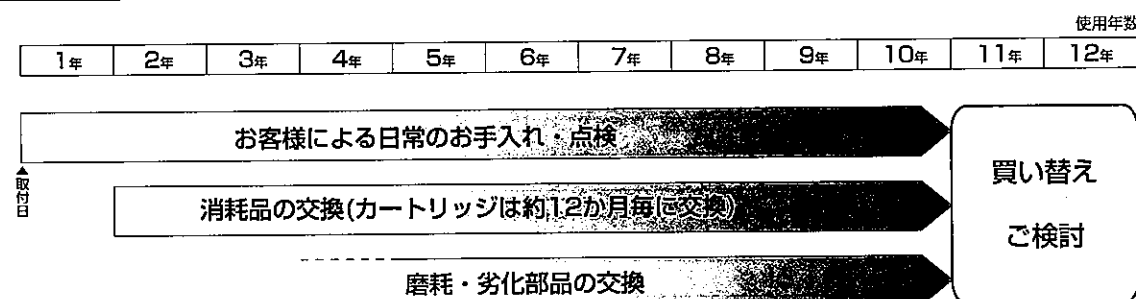 使用年数
1年 2年 3年 4年 5年 6年 7年 8年 9年 10年 11年 12年
お客様による日常のお手入れ・点検
▲取付日
消耗品の交換(カートリッジは約12か月毎に交換)
磨耗・劣化部品の交換
買い替え
ご検討